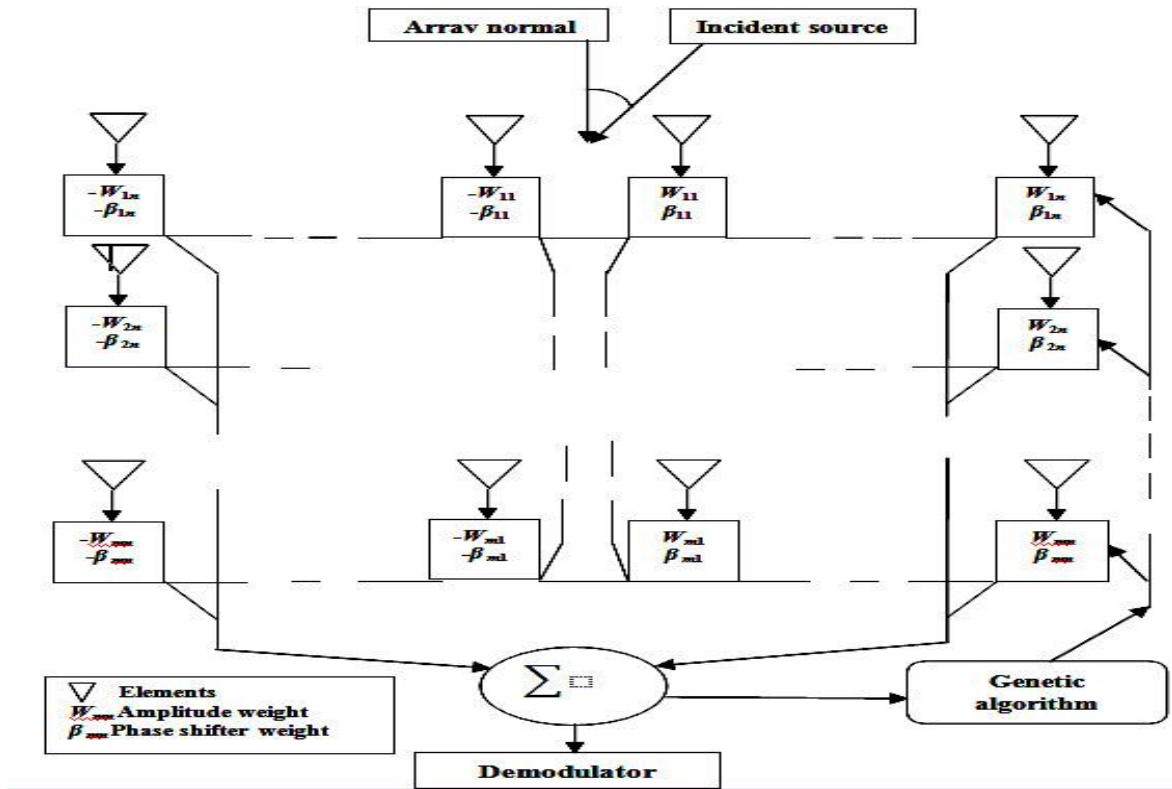 Arrav normal
Incident source
-W1n
-β1n
-W11
-β11
W11
β11
W1n
β1n
-W2n
-β2n
W2n
β2n
-Wmn
-βmn
-Wm1
-βm1
Wm1
βm1
Wmn
βmn
∑
Elements
Wmn Amplitude weight
βmn Phase shifter weight
Genetic
algorithm
Demodulator